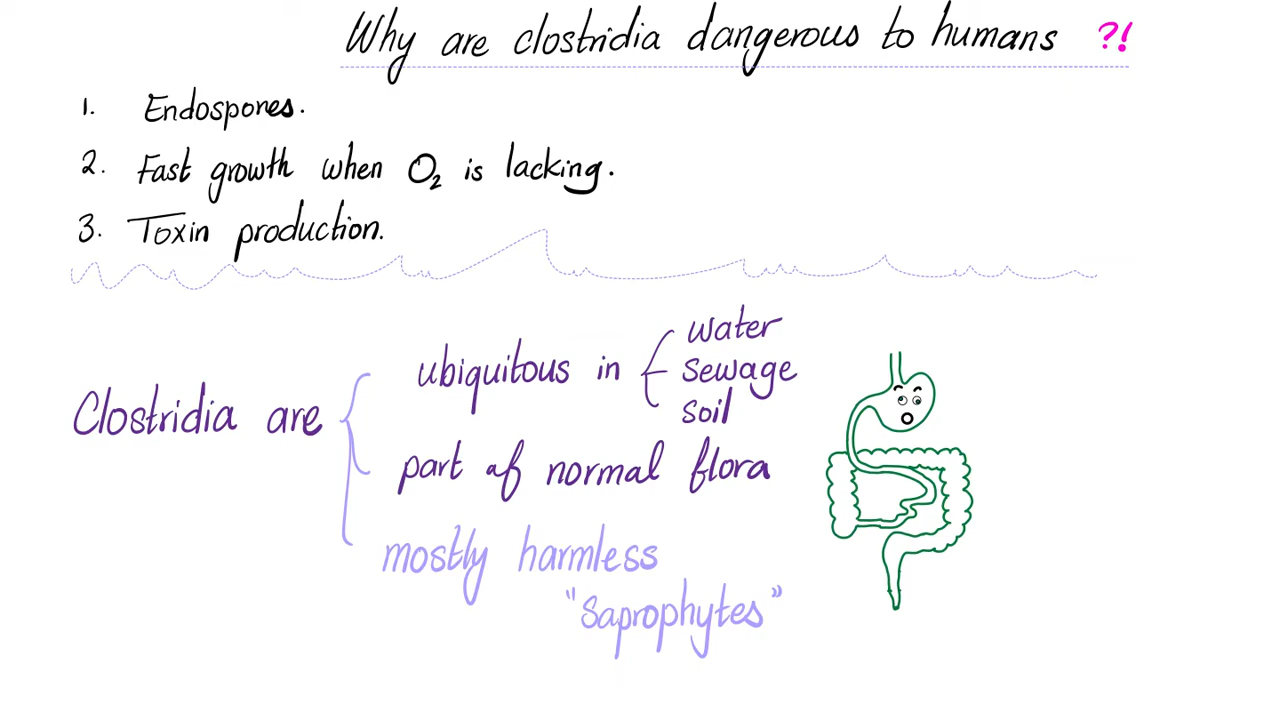 Why are clostridia dangerous to humans ?!
1. Endospores.
2. Fast growth when O₂ is lacking.
3. Toxin production.
Clostridia are
ubiquitous in
water
sewage
soil
part of normal flora
mostly harmless
"Saprophytes"